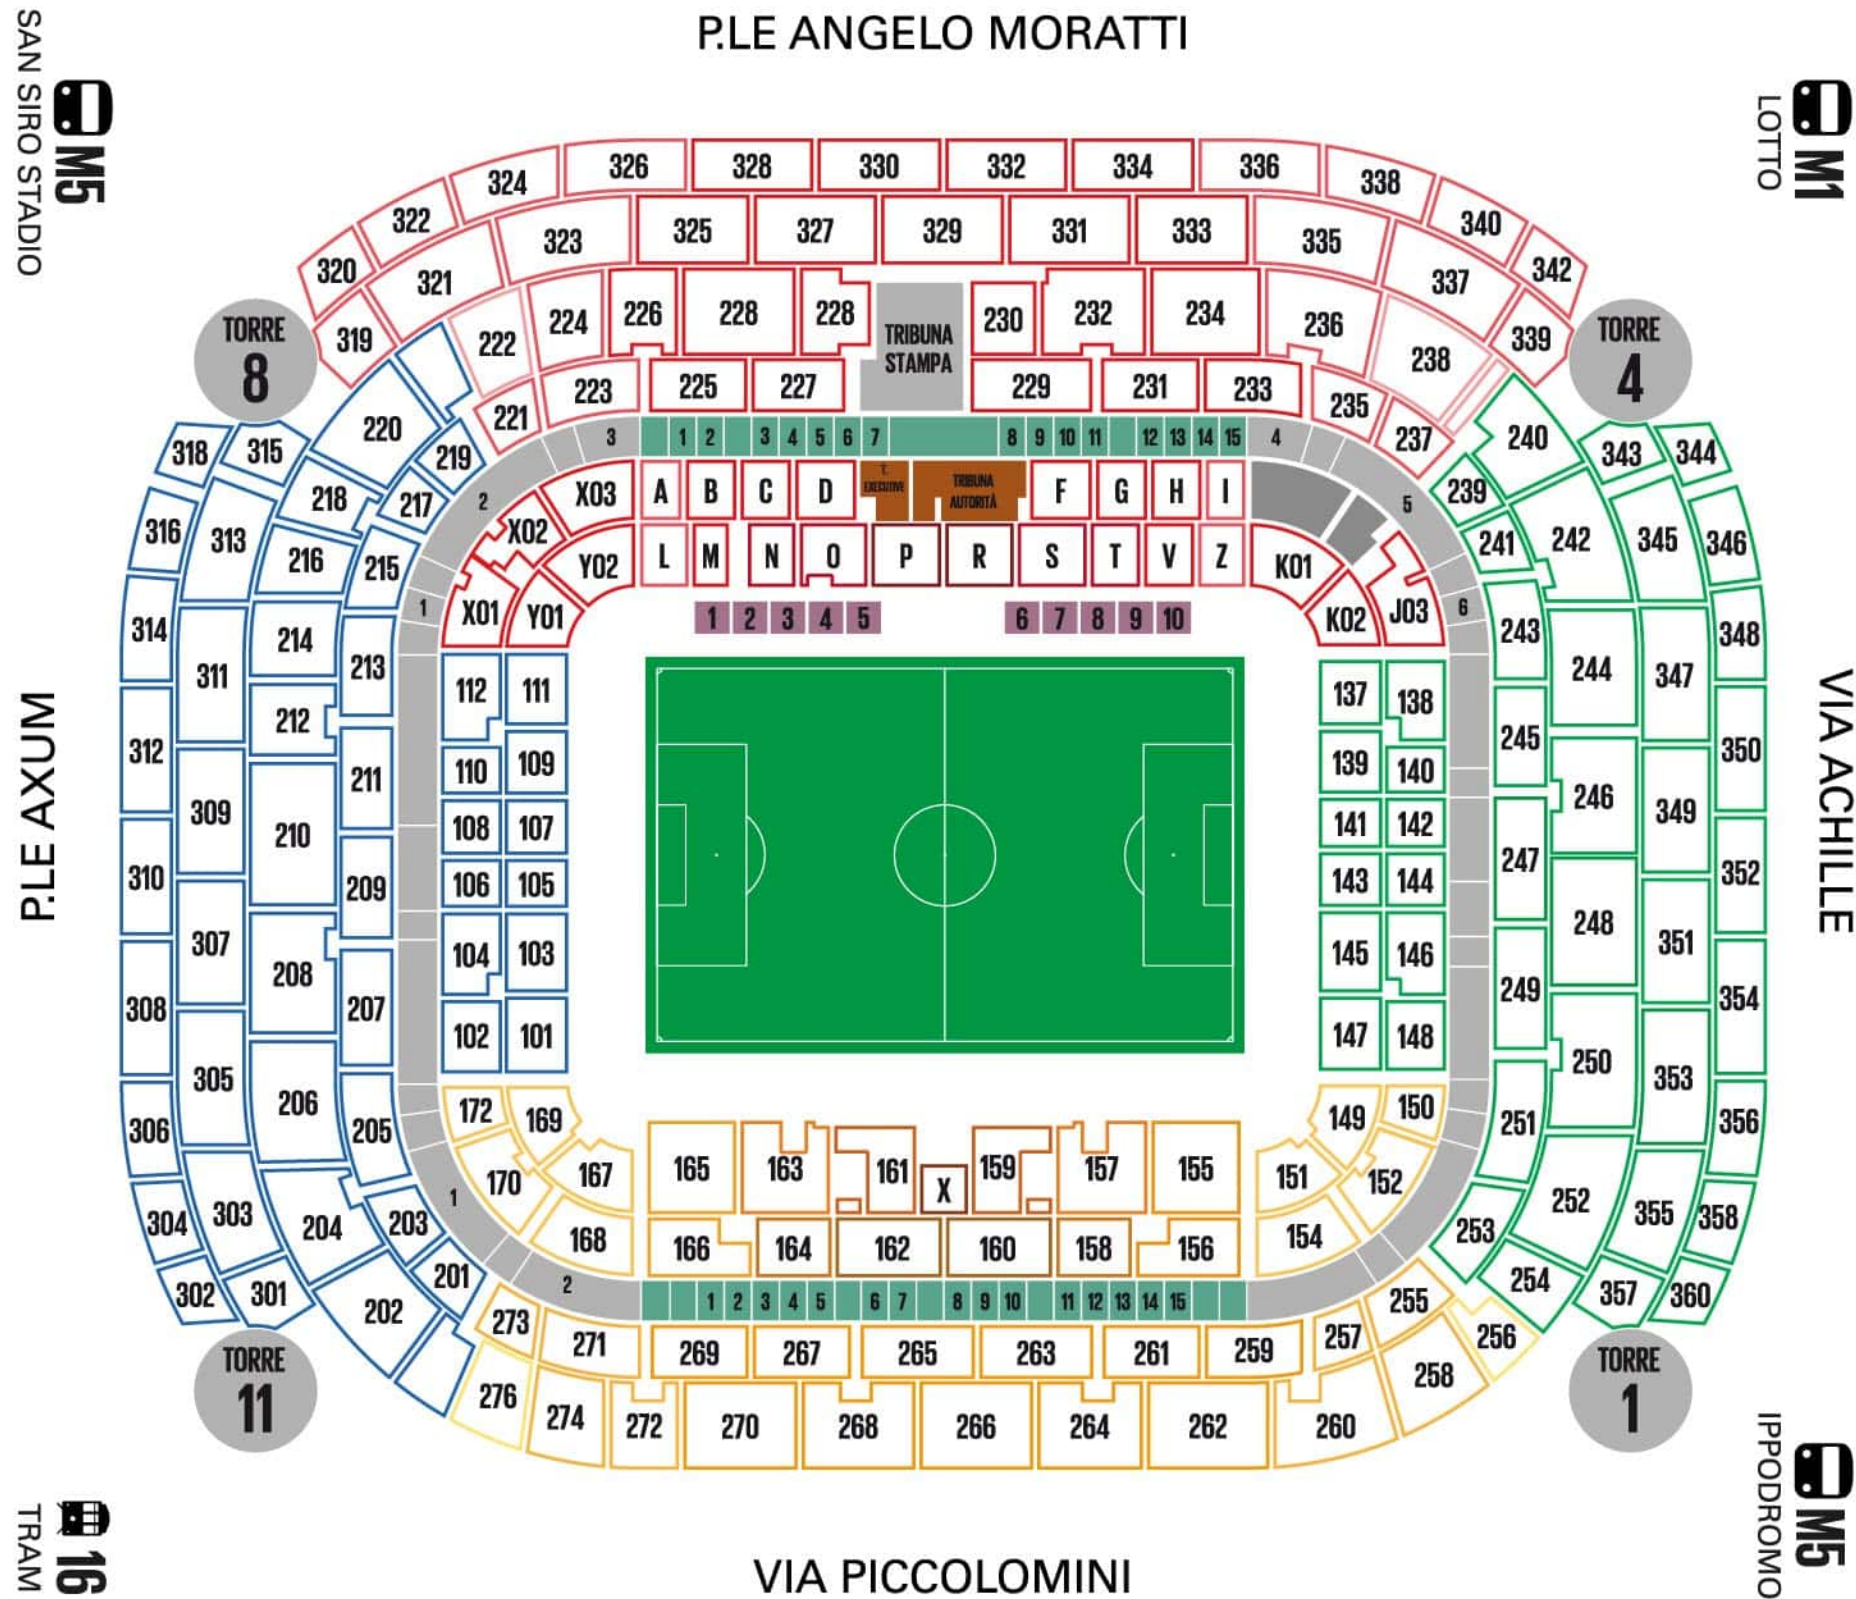 P.LE ANGELO MORATTI
SAN SIRO STADIO
M5
LOTTO
M1
326 328 330 332 334 336
324 338
322 340
320 342
323 325 327 329 331 333 335
321 337
319 339
222 224 226 228 228 230 232 234 236 238
TRIBUNA
STAMPA
221 223 225 227 229 231 233 235 237
TORRE
8
TORRE
4
3 1 2 3 4 5 6 7 8 9 10 11 12 13 14 15 4
2 5
1 6
X03 A B C D
T.
EXECUTIVE
TRIBUNA
AUTORITÀ
F G H I
X02
Y02 L M N O P R S T V Z K01
X01 Y01 K02 J03
1 2 3 4 5 6 7 8 9 10
P.LE AXUM
318 315 220 219
316 313 218 217
216 215
314 311 214 213
312 212
309 210 211
310 209
307 208
308 207
305 206
306 205
303 204 203
304 201
302 301 202
112 111
110 109
108 107
106 105
104 103
102 101
137 138
139 140
141 142
143 144
145 146
147 148
240 343 344
239 242 345 346
241
243 244 347 348
245 246 350
247 349 352
248 351
249 354
250 353
251 356
252 355 358
253
254 357 360
VIA ACHILLE
172 169 149 150
170 167 165 163 161 X 159 157 155 151 152
168 166 164 162 160 158 156 154
1
2 1 2 3 4 5 6 7 8 9 10 11 12 13 14 15
273 271 269 267 265 263 261 259 257 255
276 274 272 270 268 266 264 262 260 258 256
TORRE
11
TORRE
1
TRAM
16
IPPODROMO
M5
VIA PICCOLOMINI